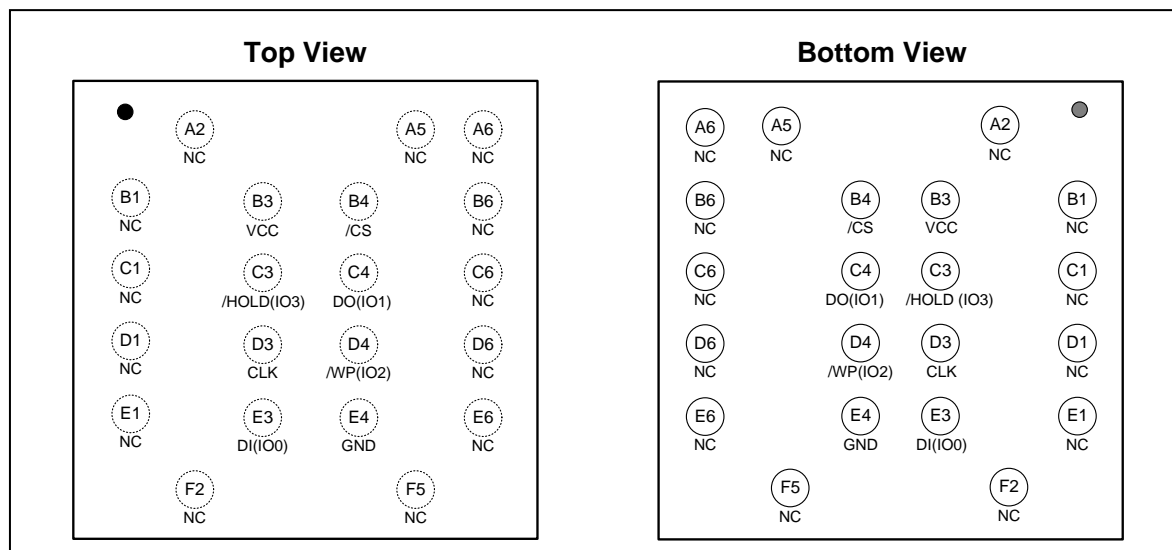 Top View
A2
NC
A5
NC
A6
NC
B1
NC
B3
VCC
B4
/CS
B6
NC
C1
NC
C3
/HOLD(IO3)
C4
DO(IO1)
C6
NC
D1
NC
D3
CLK
D4
/WP(IO2)
D6
NC
E1
NC
E3
DI(IO0)
E4
GND
E6
NC
F2
NC
F5
NC
Bottom View
A6
NC
A5
NC
A2
NC
B6
NC
B4
/CS
B3
VCC
B1
NC
C6
NC
C4
DO(IO1)
C3
/HOLD (IO3)
C1
NC
D6
NC
D4
/WP(IO2)
D3
CLK
D1
NC
E6
NC
E4
GND
E3
DI(IO0)
E1
NC
F5
NC
F2
NC